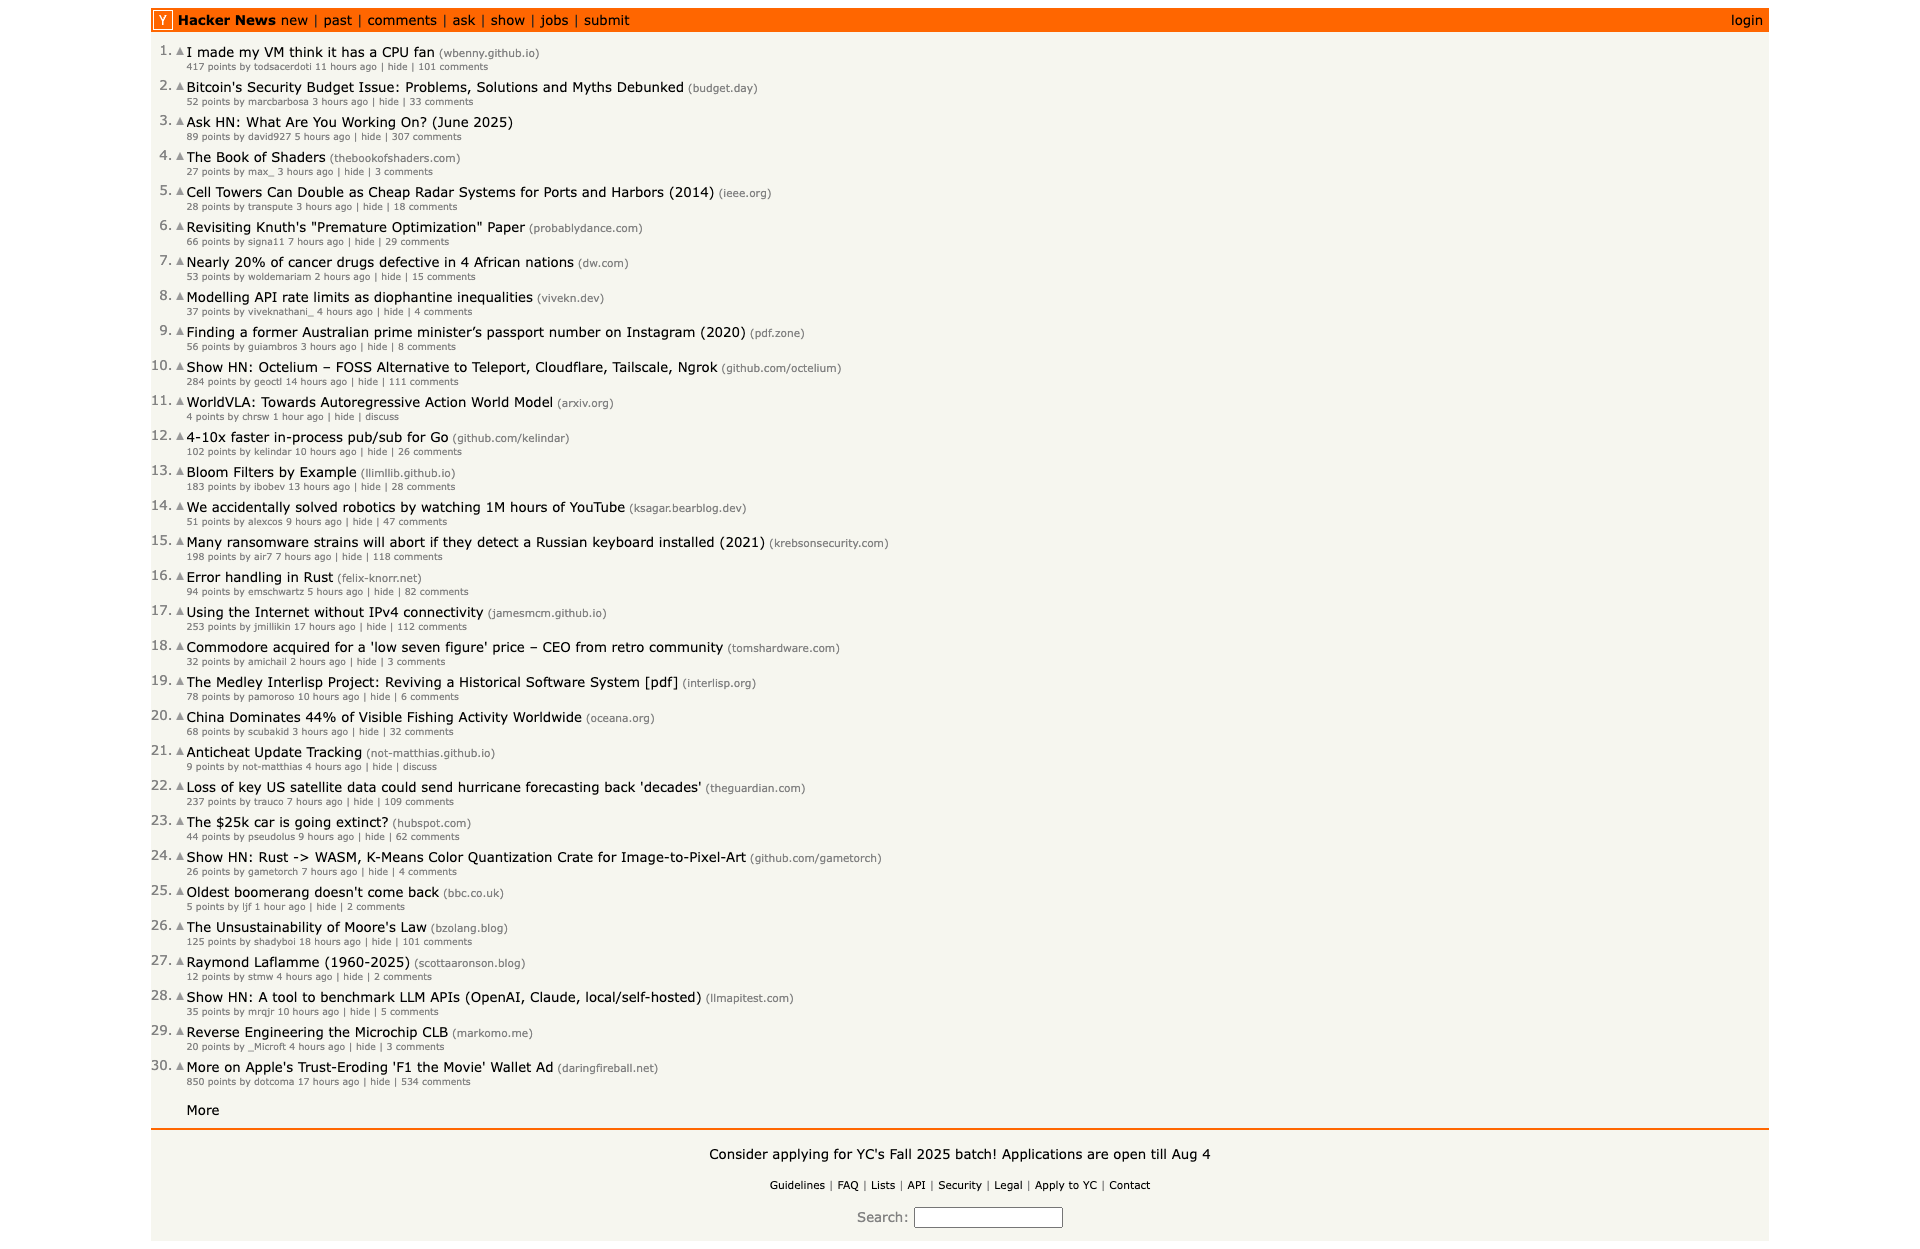 Y Hacker News new | past | comments | ask | show | jobs | submit login
1. ▲ I made my VM think it has a CPU fan (wbenny.github.io)
417 points by todsacerdoti 11 hours ago | hide | 101 comments
2. ▲ Bitcoin's Security Budget Issue: Problems, Solutions and Myths Debunked (budget.day)
52 points by marcbarbosa 3 hours ago | hide | 33 comments
3. ▲ Ask HN: What Are You Working On? (June 2025)
89 points by david927 5 hours ago | hide | 307 comments
4. ▲ The Book of Shaders (thebookofshaders.com)
27 points by max_ 3 hours ago | hide | 3 comments
5. ▲ Cell Towers Can Double as Cheap Radar Systems for Ports and Harbors (2014) (ieee.org)
28 points by transpute 3 hours ago | hide | 18 comments
6. ▲ Revisiting Knuth's "Premature Optimization" Paper (probablydance.com)
66 points by signa11 7 hours ago | hide | 29 comments
7. ▲ Nearly 20% of cancer drugs defective in 4 African nations (dw.com)
53 points by woldemariam 2 hours ago | hide | 15 comments
8. ▲ Modelling API rate limits as diophantine inequalities (vivekn.dev)
37 points by viveknathani_ 4 hours ago | hide | 4 comments
9. ▲ Finding a former Australian prime minister’s passport number on Instagram (2020) (pdf.zone)
56 points by guiambros 3 hours ago | hide | 8 comments
10. ▲ Show HN: Octelium – FOSS Alternative to Teleport, Cloudflare, Tailscale, Ngrok (github.com/octelium)
284 points by geoctl 14 hours ago | hide | 111 comments
11. ▲ WorldVLA: Towards Autoregressive Action World Model (arxiv.org)
4 points by chrsw 1 hour ago | hide | discuss
12. ▲ 4-10x faster in-process pub/sub for Go (github.com/kelindar)
102 points by kelindar 10 hours ago | hide | 26 comments
13. ▲ Bloom Filters by Example (llimllib.github.io)
183 points by ibobev 13 hours ago | hide | 28 comments
14. ▲ We accidentally solved robotics by watching 1M hours of YouTube (ksagar.bearblog.dev)
51 points by alexcos 9 hours ago | hide | 47 comments
15. ▲ Many ransomware strains will abort if they detect a Russian keyboard installed (2021) (krebsonsecurity.com)
198 points by air7 7 hours ago | hide | 118 comments
16. ▲ Error handling in Rust (felix-knorr.net)
94 points by emschwartz 5 hours ago | hide | 82 comments
17. ▲ Using the Internet without IPv4 connectivity (jamesmcm.github.io)
253 points by jmillikin 17 hours ago | hide | 112 comments
18. ▲ Commodore acquired for a 'low seven figure' price – CEO from retro community (tomshardware.com)
32 points by amichail 2 hours ago | hide | 3 comments
19. ▲ The Medley Interlisp Project: Reviving a Historical Software System [pdf] (interlisp.org)
78 points by pamoroso 10 hours ago | hide | 6 comments
20. ▲ China Dominates 44% of Visible Fishing Activity Worldwide (oceana.org)
68 points by scubakid 3 hours ago | hide | 32 comments
21. ▲ Anticheat Update Tracking (not-matthias.github.io)
9 points by not-matthias 4 hours ago | hide | discuss
22. ▲ Loss of key US satellite data could send hurricane forecasting back 'decades' (theguardian.com)
237 points by trauco 7 hours ago | hide | 109 comments
23. ▲ The $25k car is going extinct? (hubspot.com)
44 points by pseudolus 9 hours ago | hide | 62 comments
24. ▲ Show HN: Rust -> WASM, K-Means Color Quantization Crate for Image-to-Pixel-Art (github.com/gametorch)
26 points by gametorch 7 hours ago | hide | 4 comments
25. ▲ Oldest boomerang doesn't come back (bbc.co.uk)
5 points by ljf 1 hour ago | hide | 2 comments
26. ▲ The Unsustainability of Moore's Law (bzolang.blog)
125 points by shadyboi 18 hours ago | hide | 101 comments
27. ▲ Raymond Laflamme (1960-2025) (scottaaronson.blog)
12 points by stmw 4 hours ago | hide | 2 comments
28. ▲ Show HN: A tool to benchmark LLM APIs (OpenAI, Claude, local/self-hosted) (llmapitest.com)
35 points by mrqjr 10 hours ago | hide | 5 comments
29. ▲ Reverse Engineering the Microchip CLB (markomo.me)
20 points by _Microft 4 hours ago | hide | 3 comments
30. ▲ More on Apple's Trust-Eroding 'F1 the Movie' Wallet Ad (daringfireball.net)
850 points by dotcoma 17 hours ago | hide | 534 comments
More
Consider applying for YC's Fall 2025 batch! Applications are open till Aug 4
Guidelines | FAQ | Lists | API | Security | Legal | Apply to YC | Contact
Search: